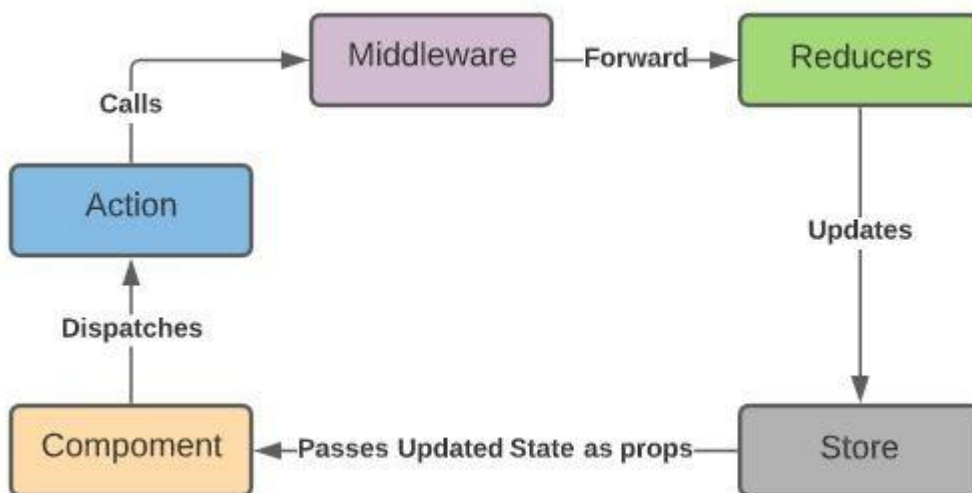 Middleware
Forward
Reducers
Calls
Action
Updates
Dispatches
Compoment
Passes Updated State as props
Store